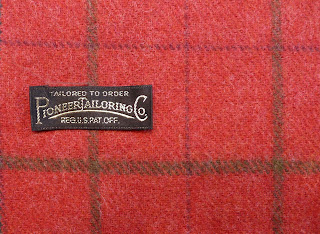 TAILORED TO ORDER
PIONEER TAILORING CO.
REG.U.S.PAT.OFF.